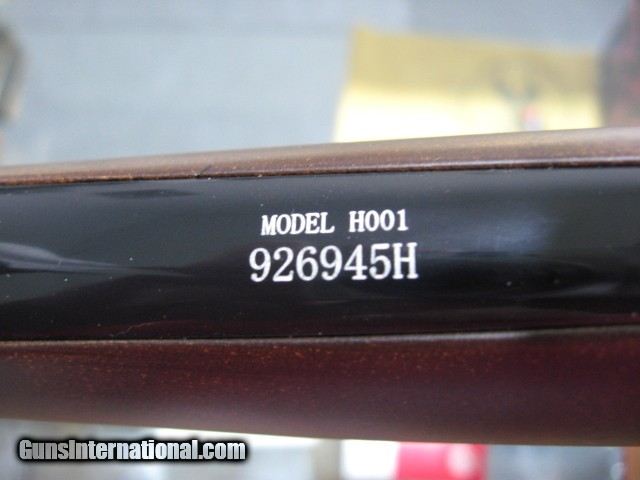 MODEL H001
926945H
GunsInternational.com